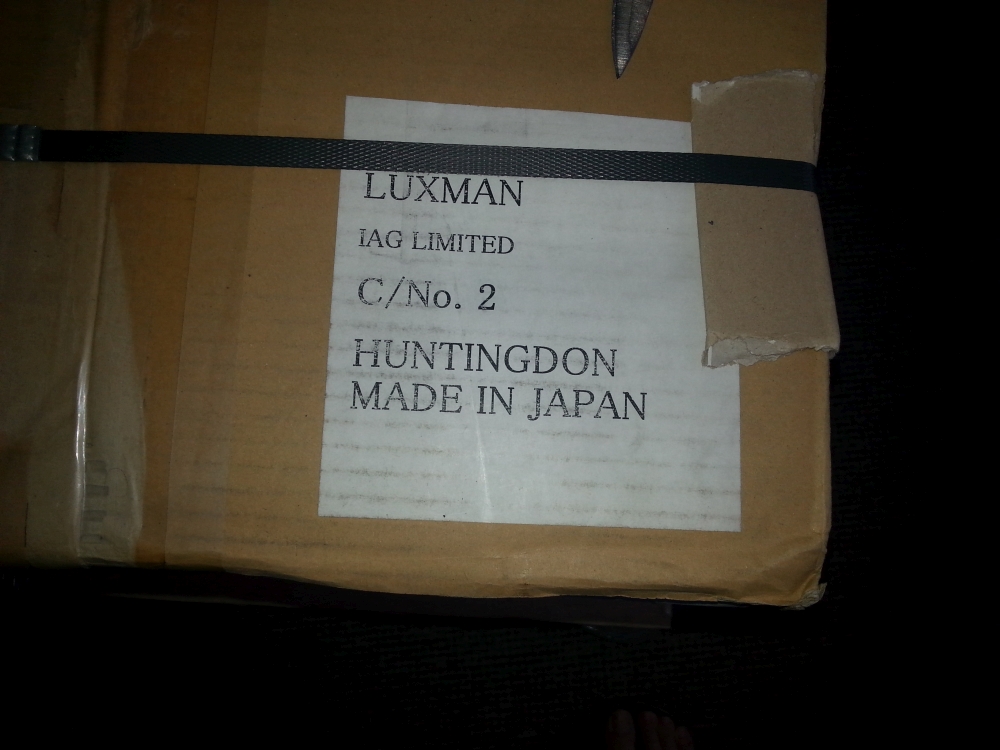 LUXMAN
IAG LIMITED
C/No. 2
HUNTINGDON
MADE IN JAPAN